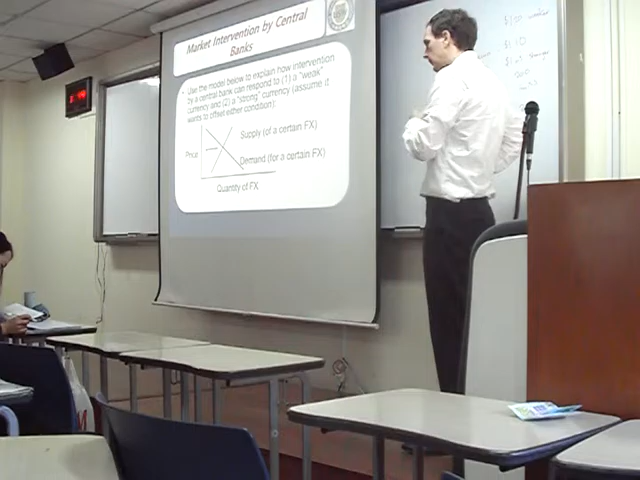 Market Intervention by Central
Banks
• Use the model below to explain how intervention
by a central bank can respond to (1) a "weak"
currency and (2) a "strong" currency (assume it
wants to offset either condition):
Supply (of a certain FX)
Price
Demand (for a certain FX)
Quantity of FX